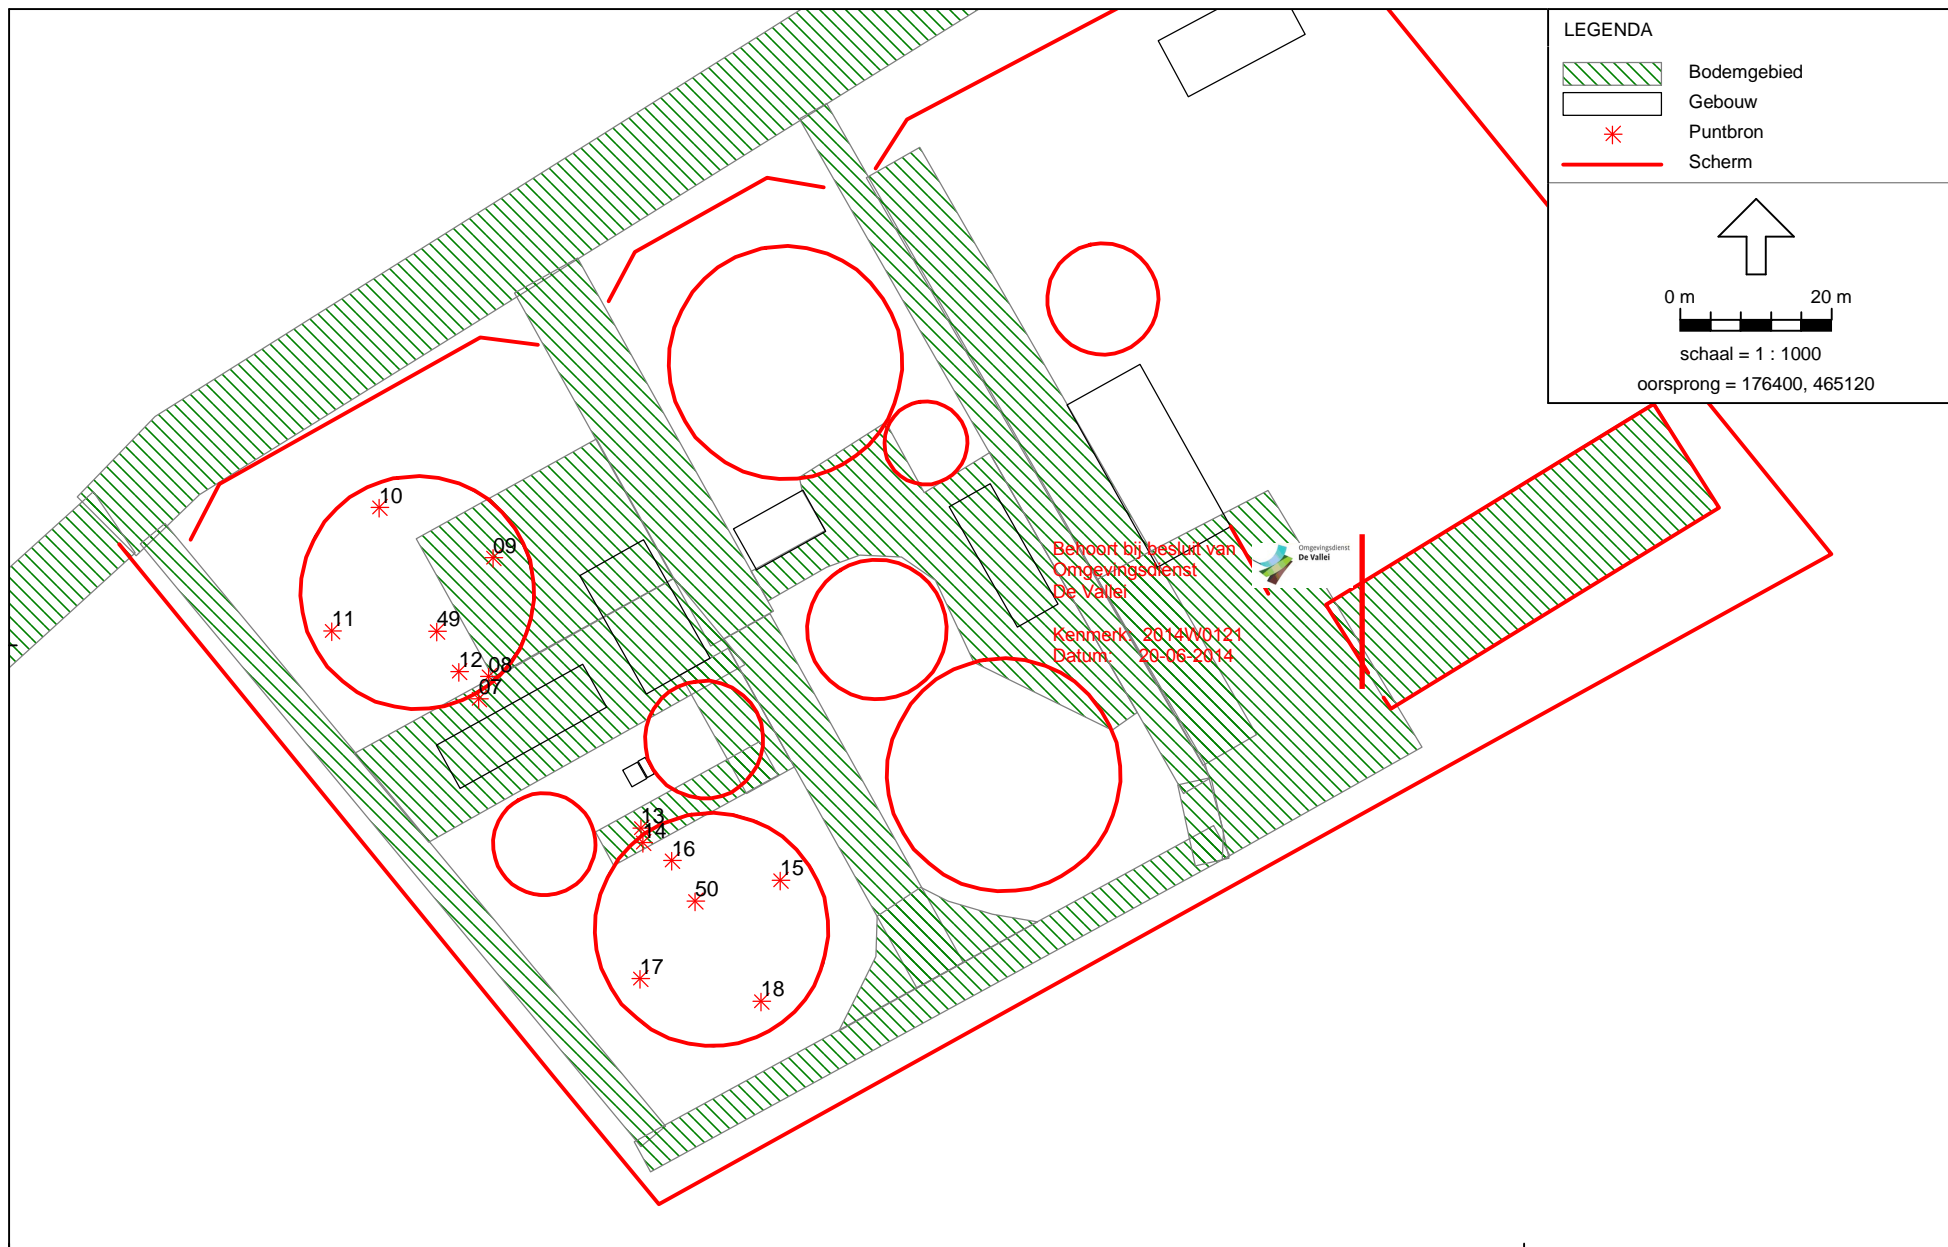 LEGENDA
Bodemgebied
Gebouw
Puntbron
Scherm
0 m 20 m
schaal = 1 : 1000
oorsprong = 176400, 465120
10
09
11
49
12
08
07
13
14
16
15
50
17
18
Behoort bij besluit van
Omgevingsdienst
De Vallei
Kenmerk: 2014W0121
Datum: 20-06-2014
Omgevingsdienst
De Vallei